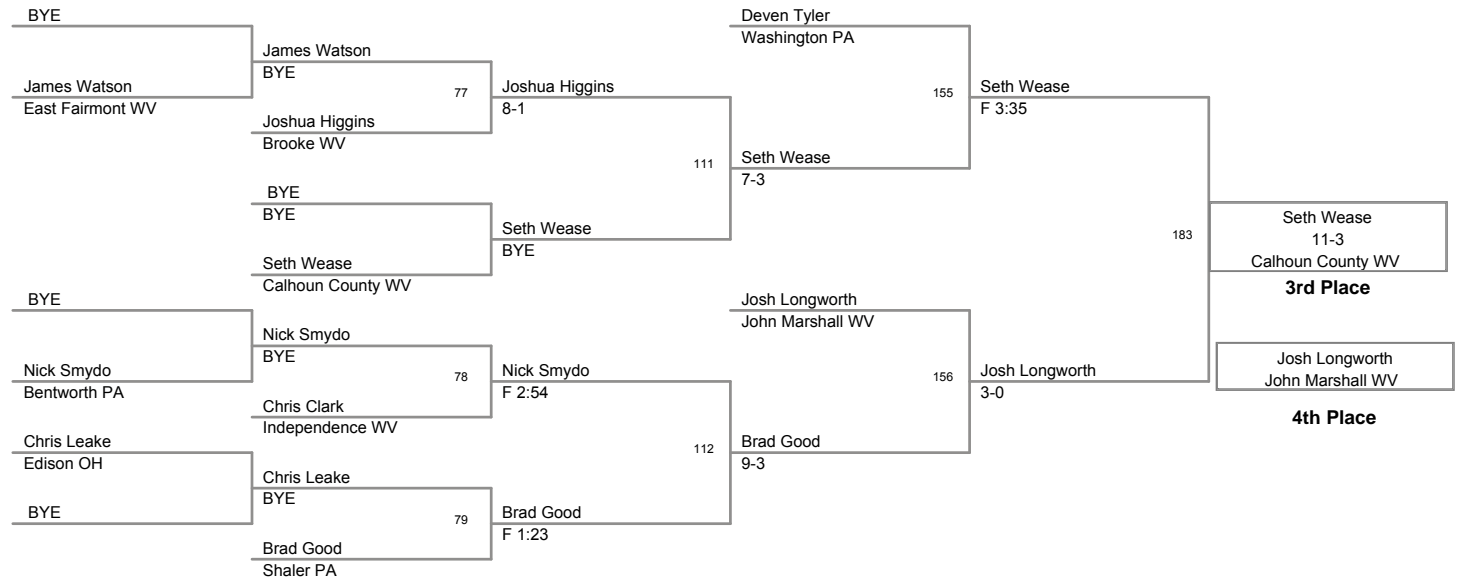 BYE
James Watson
East Fairmont WV
James Watson
BYE
77
Joshua Higgins
Brooke WV
Joshua Higgins
8-1
BYE
BYE
Seth Wease
Calhoun County WV
Seth Wease
BYE
111
Seth Wease
7-3
Deven Tyler
Washington PA
155
Seth Wease
F 3:35
BYE
Nick Smydo
Bentworth PA
Nick Smydo
BYE
78
Chris Clark
Independence WV
Nick Smydo
F 2:54
Chris Leake
Edison OH
BYE
Chris Leake
BYE
79
Brad Good
Shaler PA
Brad Good
F 1:23
112
Brad Good
9-3
Josh Longworth
John Marshall WV
156
Josh Longworth
3-0
183
Seth Wease
11-3
Calhoun County WV
3rd Place
Josh Longworth
John Marshall WV
4th Place